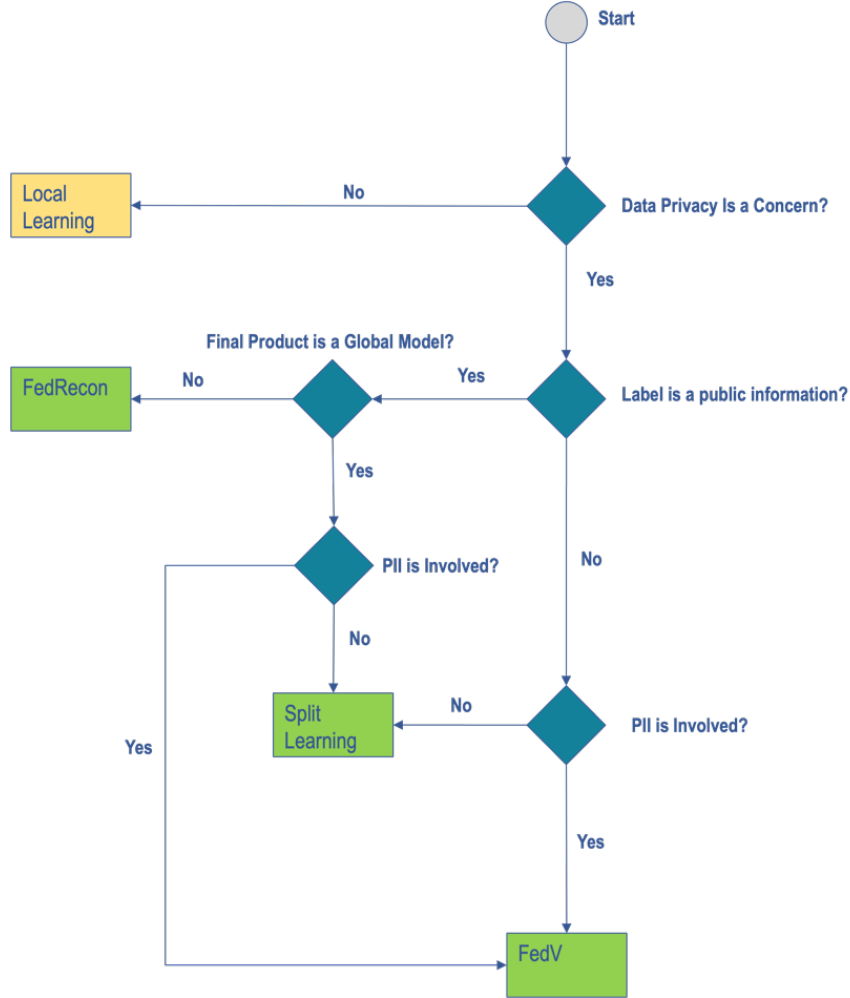 Start
No
Local
Learning
Data Privacy Is a Concern?
Yes
Final Product is a Global Model?
Yes
No
FedRecon
Label is a public information?
Yes
PII is Involved?
No
No
Split
Learning
No
PII is Involved?
Yes
Yes
FedV